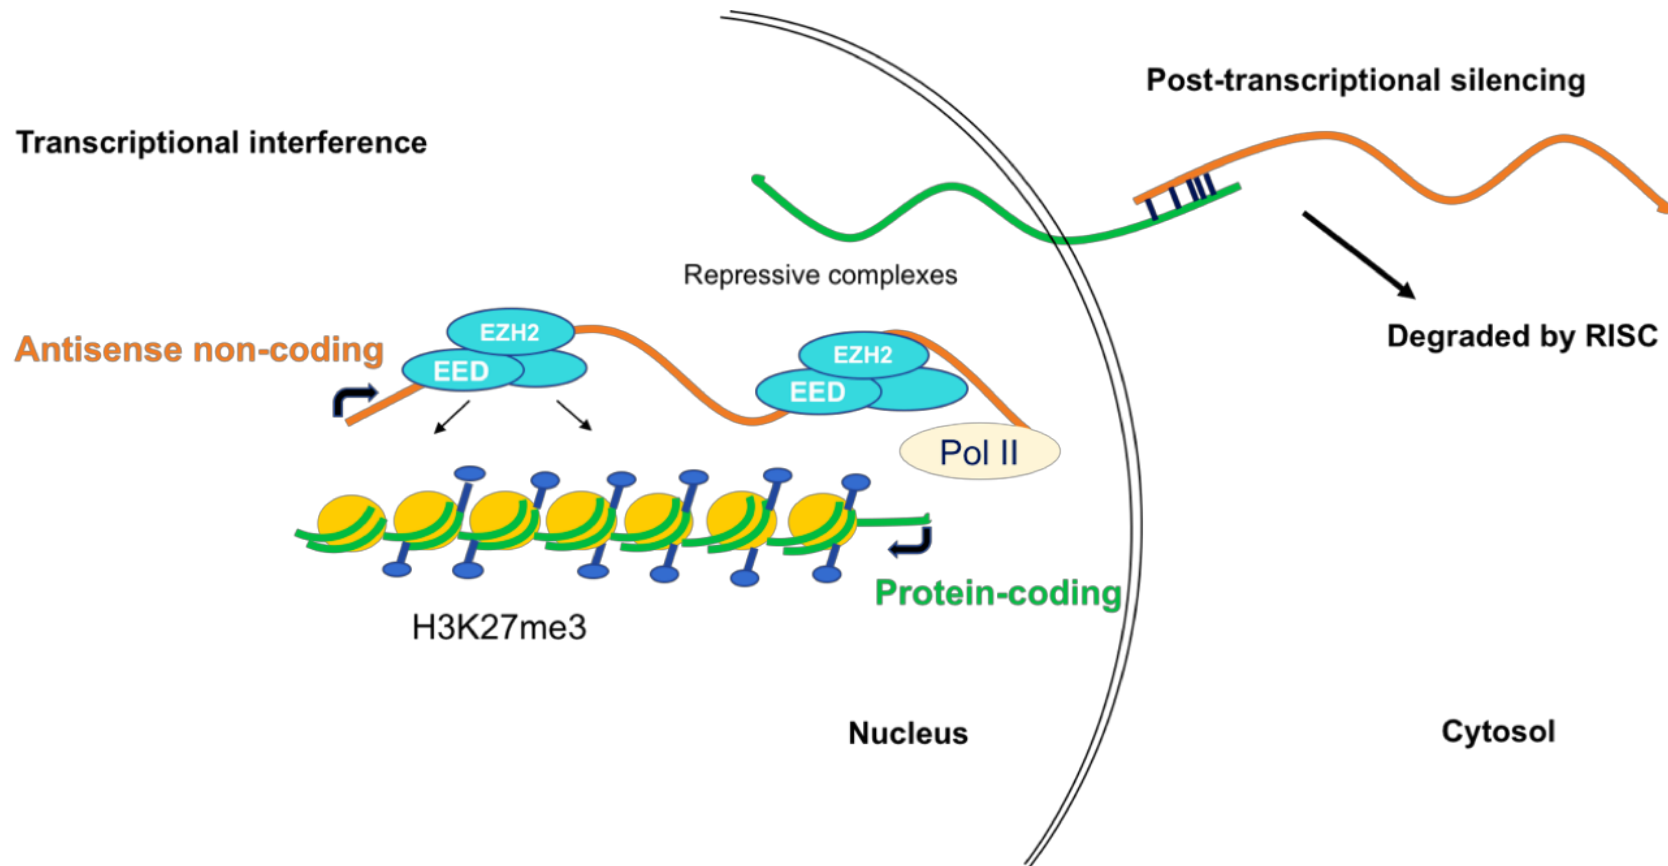 Post-transcriptional silencing
Transcriptional interference
Repressive complexes
EZH2
EED
EZH2
EED
Antisense non-coding
Degraded by RISC
Pol II
Protein-coding
H3K27me3
Nucleus
Cytosol